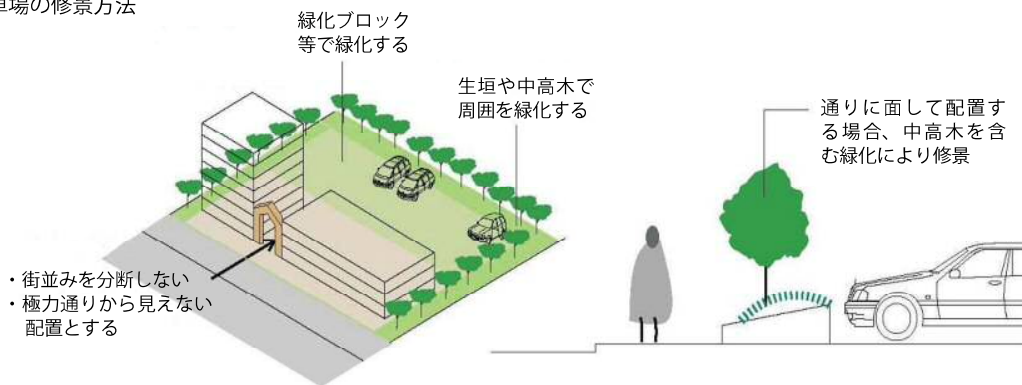 車場の修景方法
緑化ブロック
等で緑化する
生垣や中高木で
周囲を緑化する
通りに面して配置す
る場合、中高木を含
む緑化により修景
・街並みを分断しない
・極力通りから見えない
配置とする